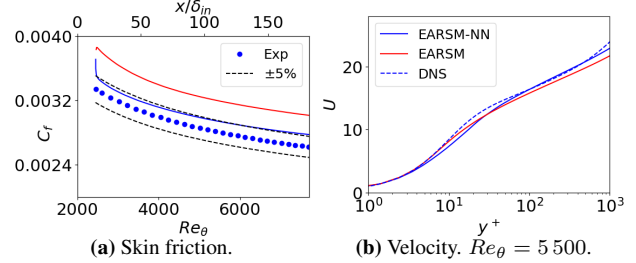 x/δ_in
0 50 100 150
0.0040
0.0032
0.0024
C_f
Exp
±5%
2000 4000 6000
Re_θ
(a) Skin friction.
EARSM-NN
EARSM
DNS
20
10
0
U
10^0 10^1 10^2 10^3
y^+
(b) Velocity. Re_θ = 5 500.